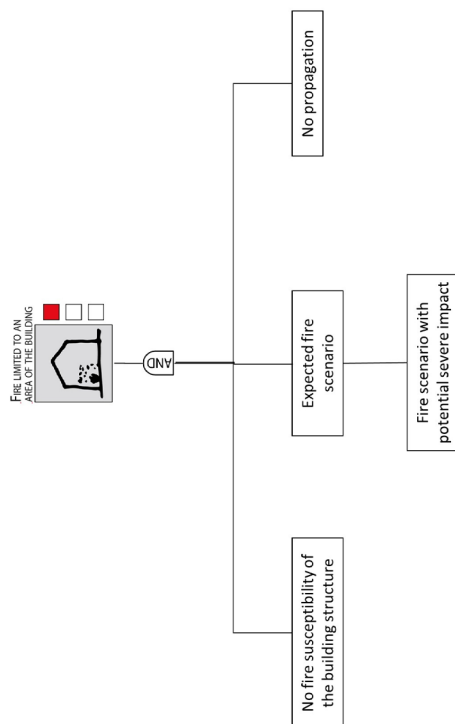 FIRE LIMITED TO AN
AREA OF THE BUILDING
AND
No fire susceptibility of
the building structure
Expected fire
scenario
No propagation
Fire scenario with
potential severe impact